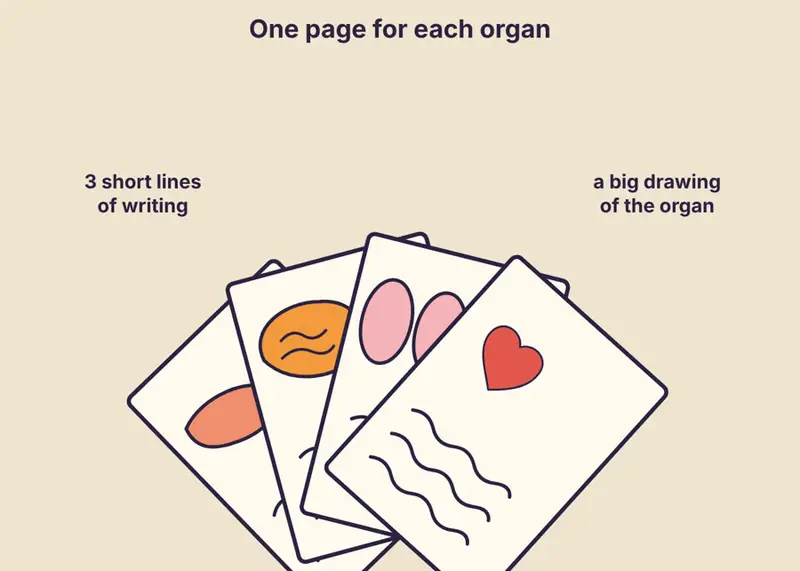 One page for each organ
3 short lines
of writing
a big drawing
of the organ